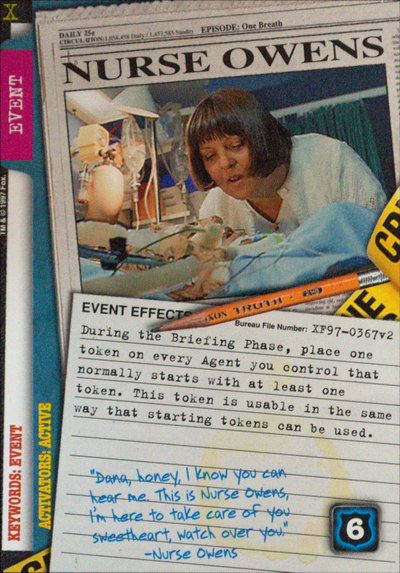 X
EVENT
TM & © 1997 Fox.
KEYWORDS: EVENT
ACTIVATORS: ACTIVE
DAILY 25¢
EPISODE: One Breath
NURSE OWENS
TRUTH
EVENT EFFECTS
Bureau File Number: XF97-0367v2
During the Briefing Phase, place one
token on every Agent you control that
normally starts with at least one
token. This token is usable in the same
way that starting tokens can be used.
"Dana, honey, I know you can
hear me. This is Nurse Owens,
I'm here to take care of you
sweetheart, watch over you."
-Nurse Owens
6